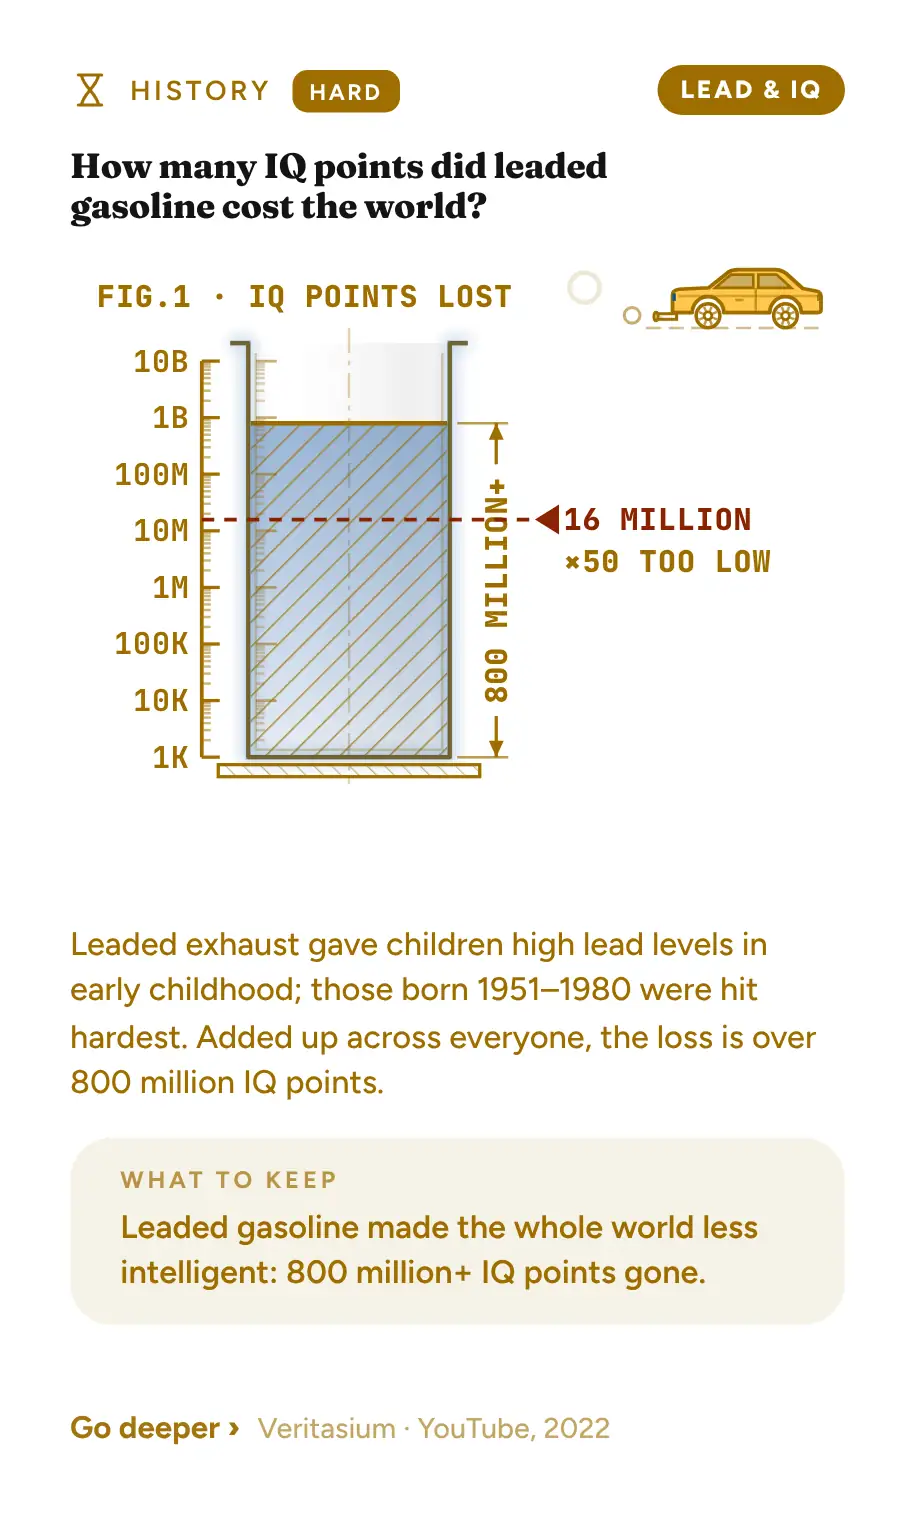 HISTORY HARD LEAD & IQ
How many IQ points did leaded
gasoline cost the world?
FIG.1 · IQ POINTS LOST
10B
1B
100M
10M
1M
100K
10K
1K
800 MILLION+
16 MILLION
×50 TOO LOW
Leaded exhaust gave children high lead levels in
early childhood; those born 1951–1980 were hit
hardest. Added up across everyone, the loss is over
800 million IQ points.
WHAT TO KEEP
Leaded gasoline made the whole world less
intelligent: 800 million+ IQ points gone.
Go deeper › Veritasium · YouTube, 2022